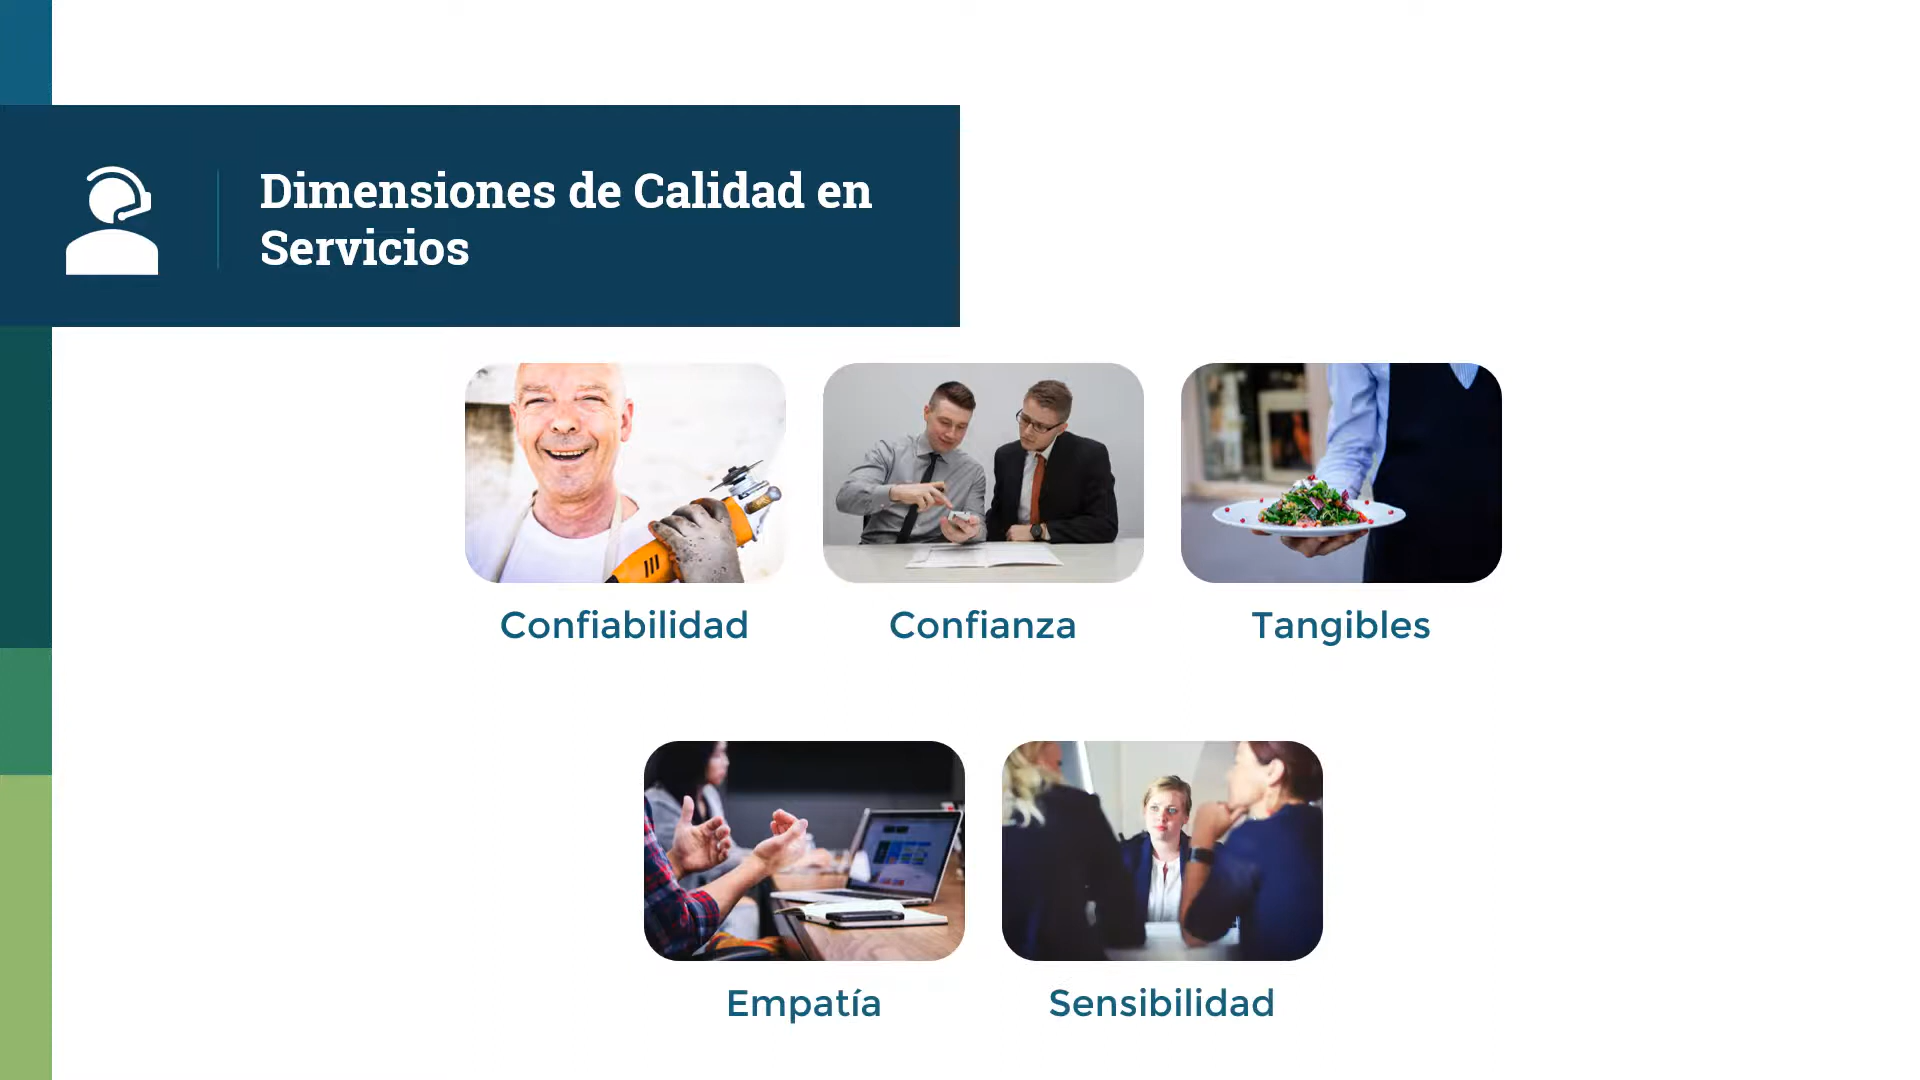 Dimensiones de Calidad en
Servicios
Confiabilidad
Confianza
Tangibles
Empatía
Sensibilidad